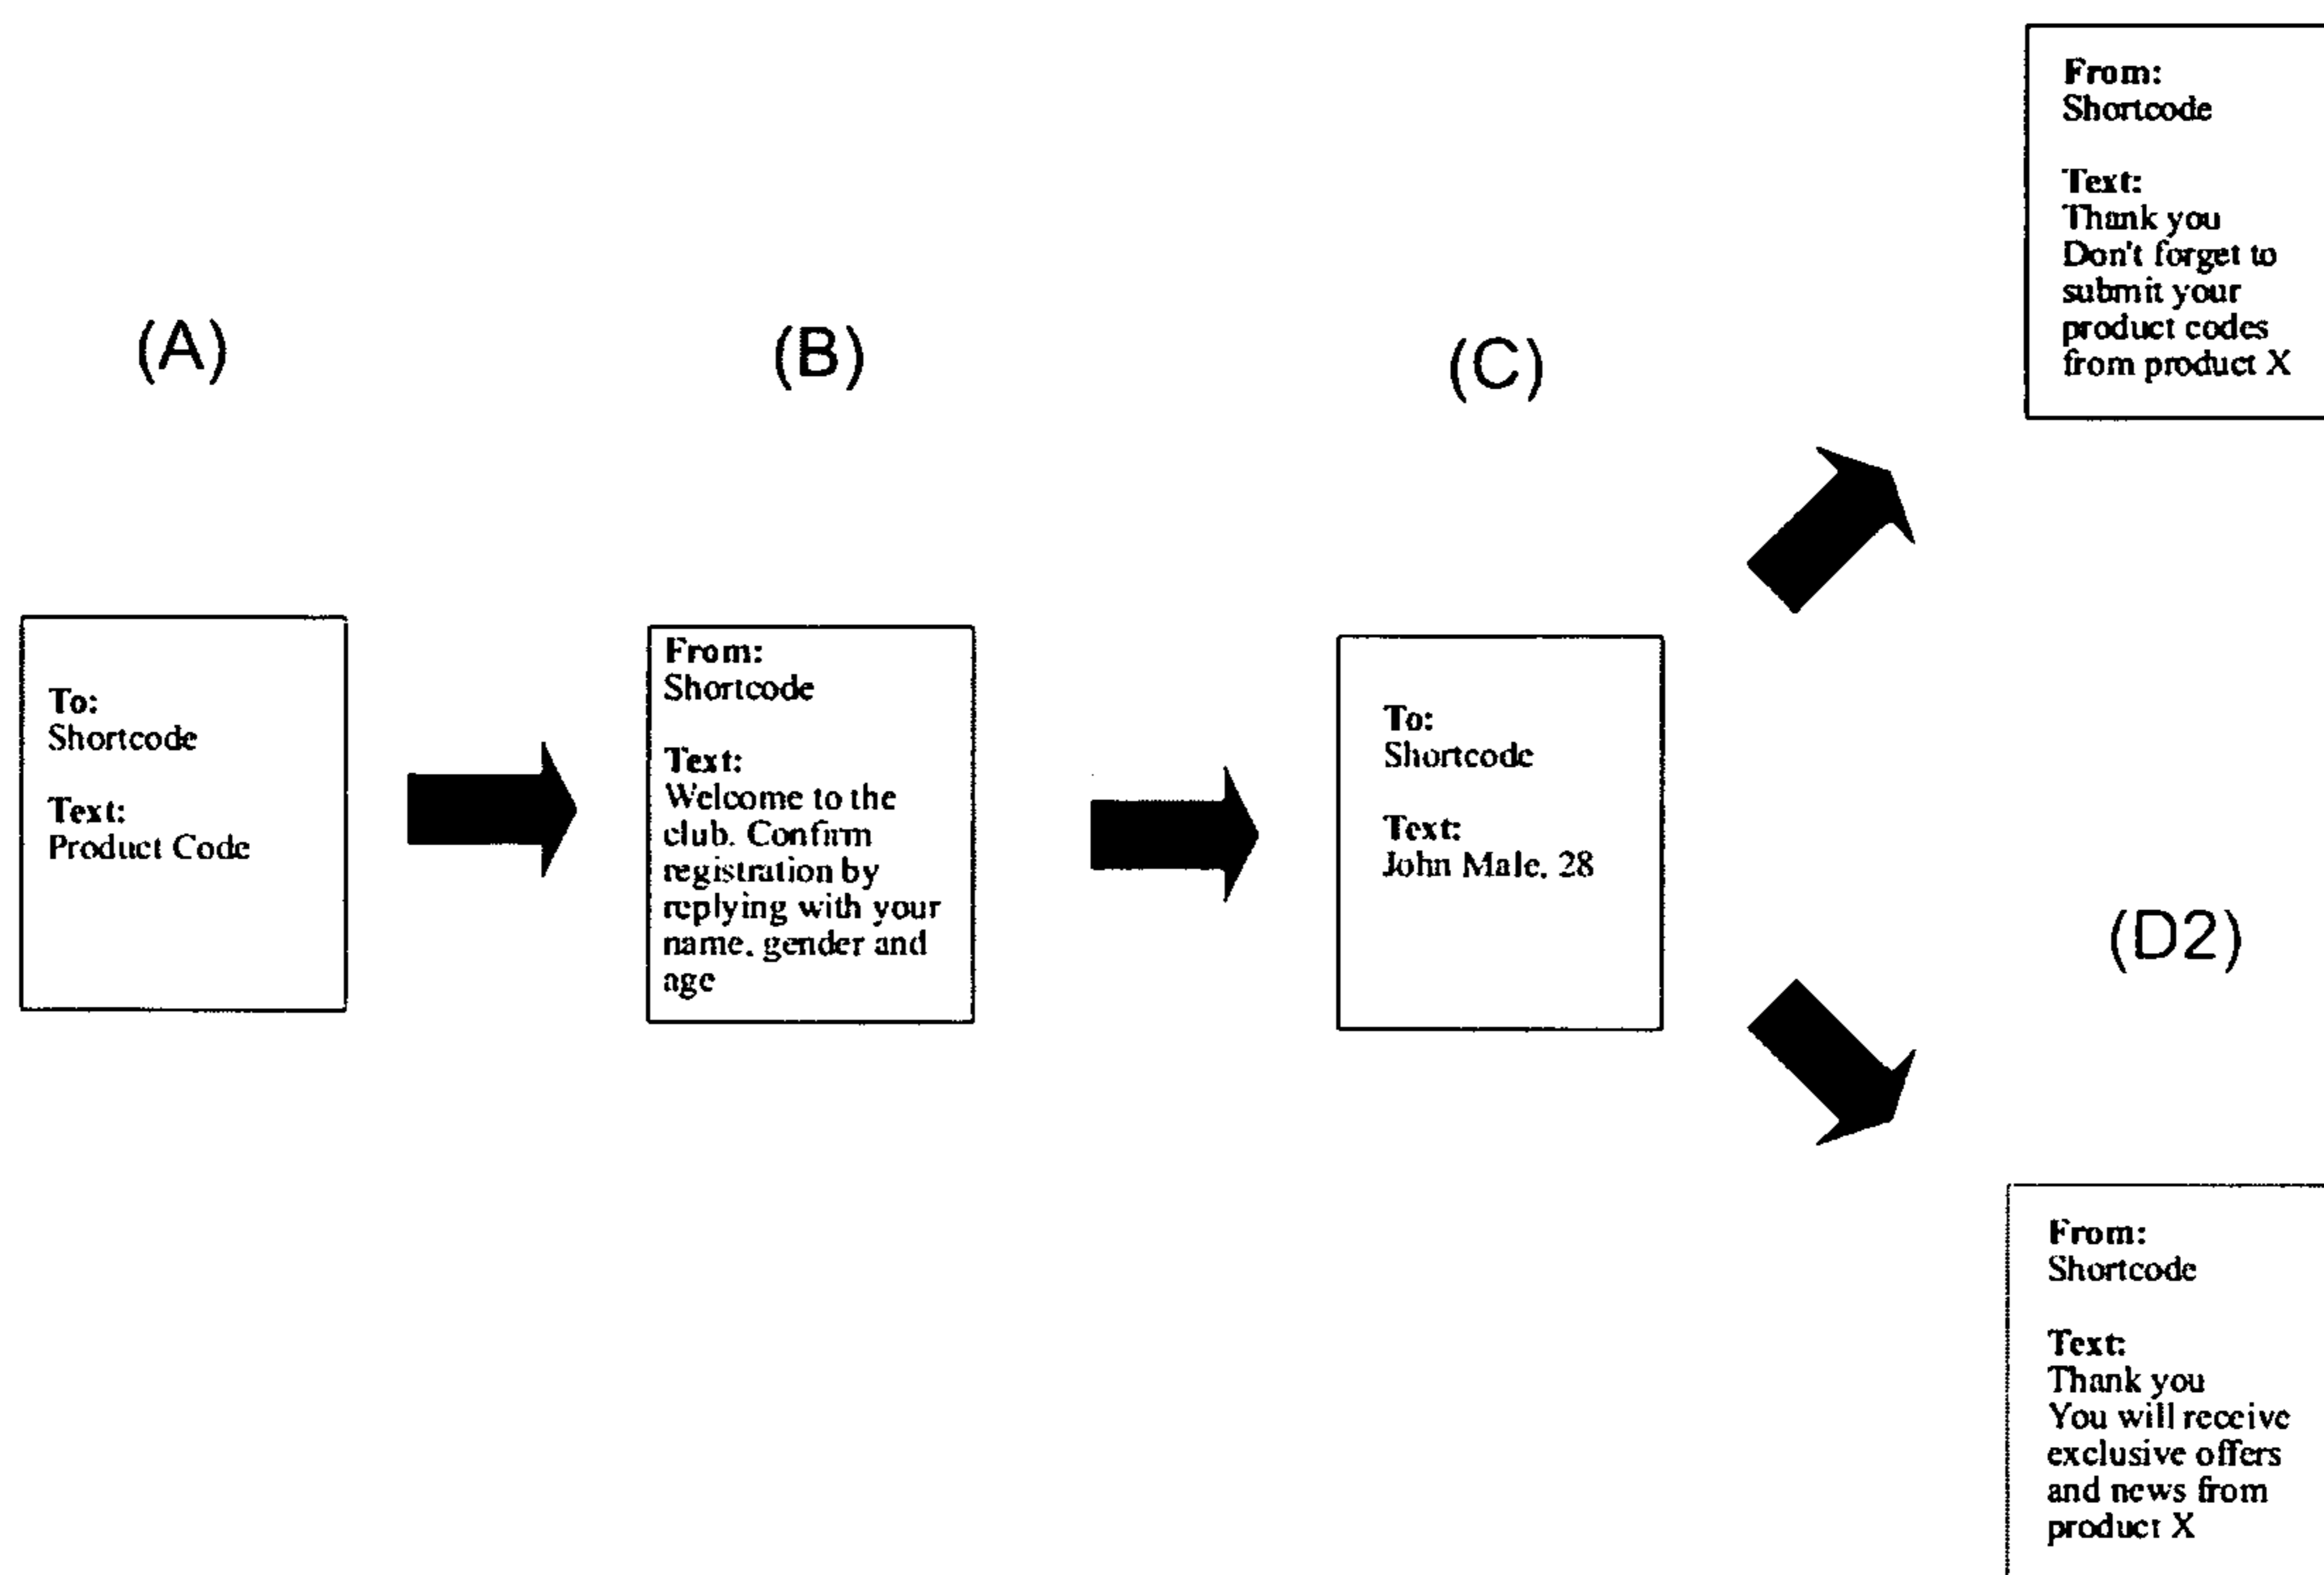 (A)
To:
Shortcode
Text:
Product Code
(B)
From:
Shortcode
Text:
Welcome to the
club. Confirm
registration by
replying with your
name, gender and
age
(C)
To:
Shortcode
Text:
John Male, 28
From:
Shortcode
Text:
Thank you
Don't forget to
submit your
product codes
from product X
(D2)
From:
Shortcode
Text:
Thank you
You will receive
exclusive offers
and news from
product X